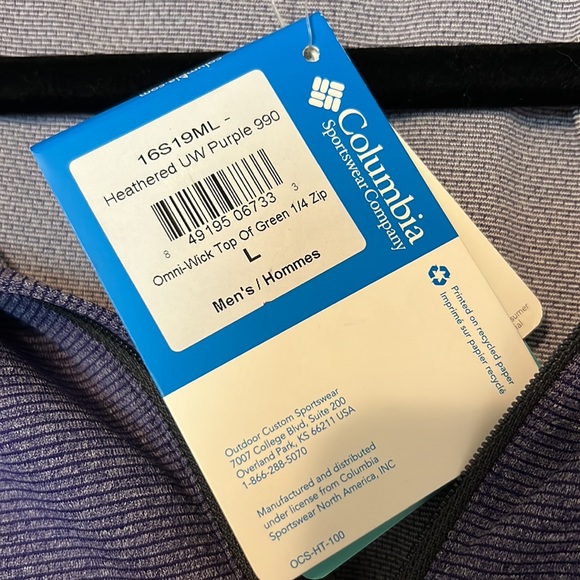 columbia.com
16S19ML -
Heathered UW Purple 990
8 49195 06733 3
Omni-Wick Top Of Green 1/4 Zip
L
Men's / Hommes
Columbia
Sportswear Company
Printed on recycled paper
Imprimé sur papier recyclé
Outdoor Custom Sportswear
7007 College Blvd, Suite 200
Overland Park, KS 66211 USA
1-866-288-5070
Manufactured and distributed
under license from Columbia
Sportswear North America, INC
OCS-HT-100